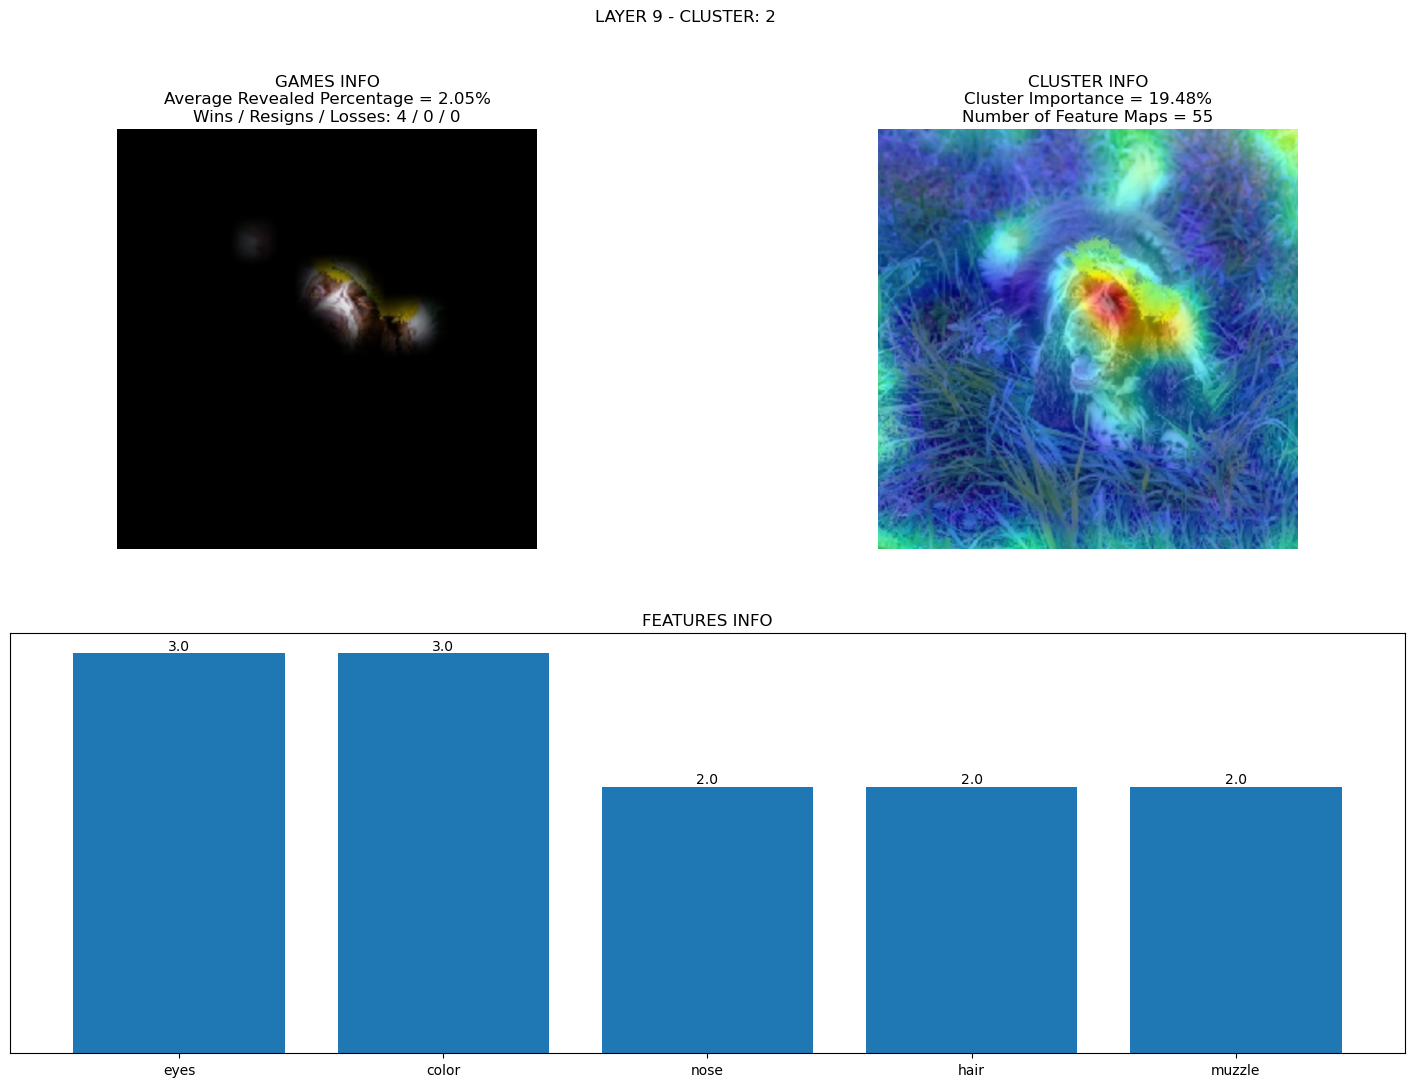 LAYER 9 - CLUSTER: 2
GAMES INFO
Average Revealed Percentage = 2.05%
Wins / Resigns / Losses: 4 / 0 / 0
CLUSTER INFO
Cluster Importance = 19.48%
Number of Feature Maps = 55
FEATURES INFO
3.0
3.0
2.0
2.0
2.0
eyes
color
nose
hair
muzzle